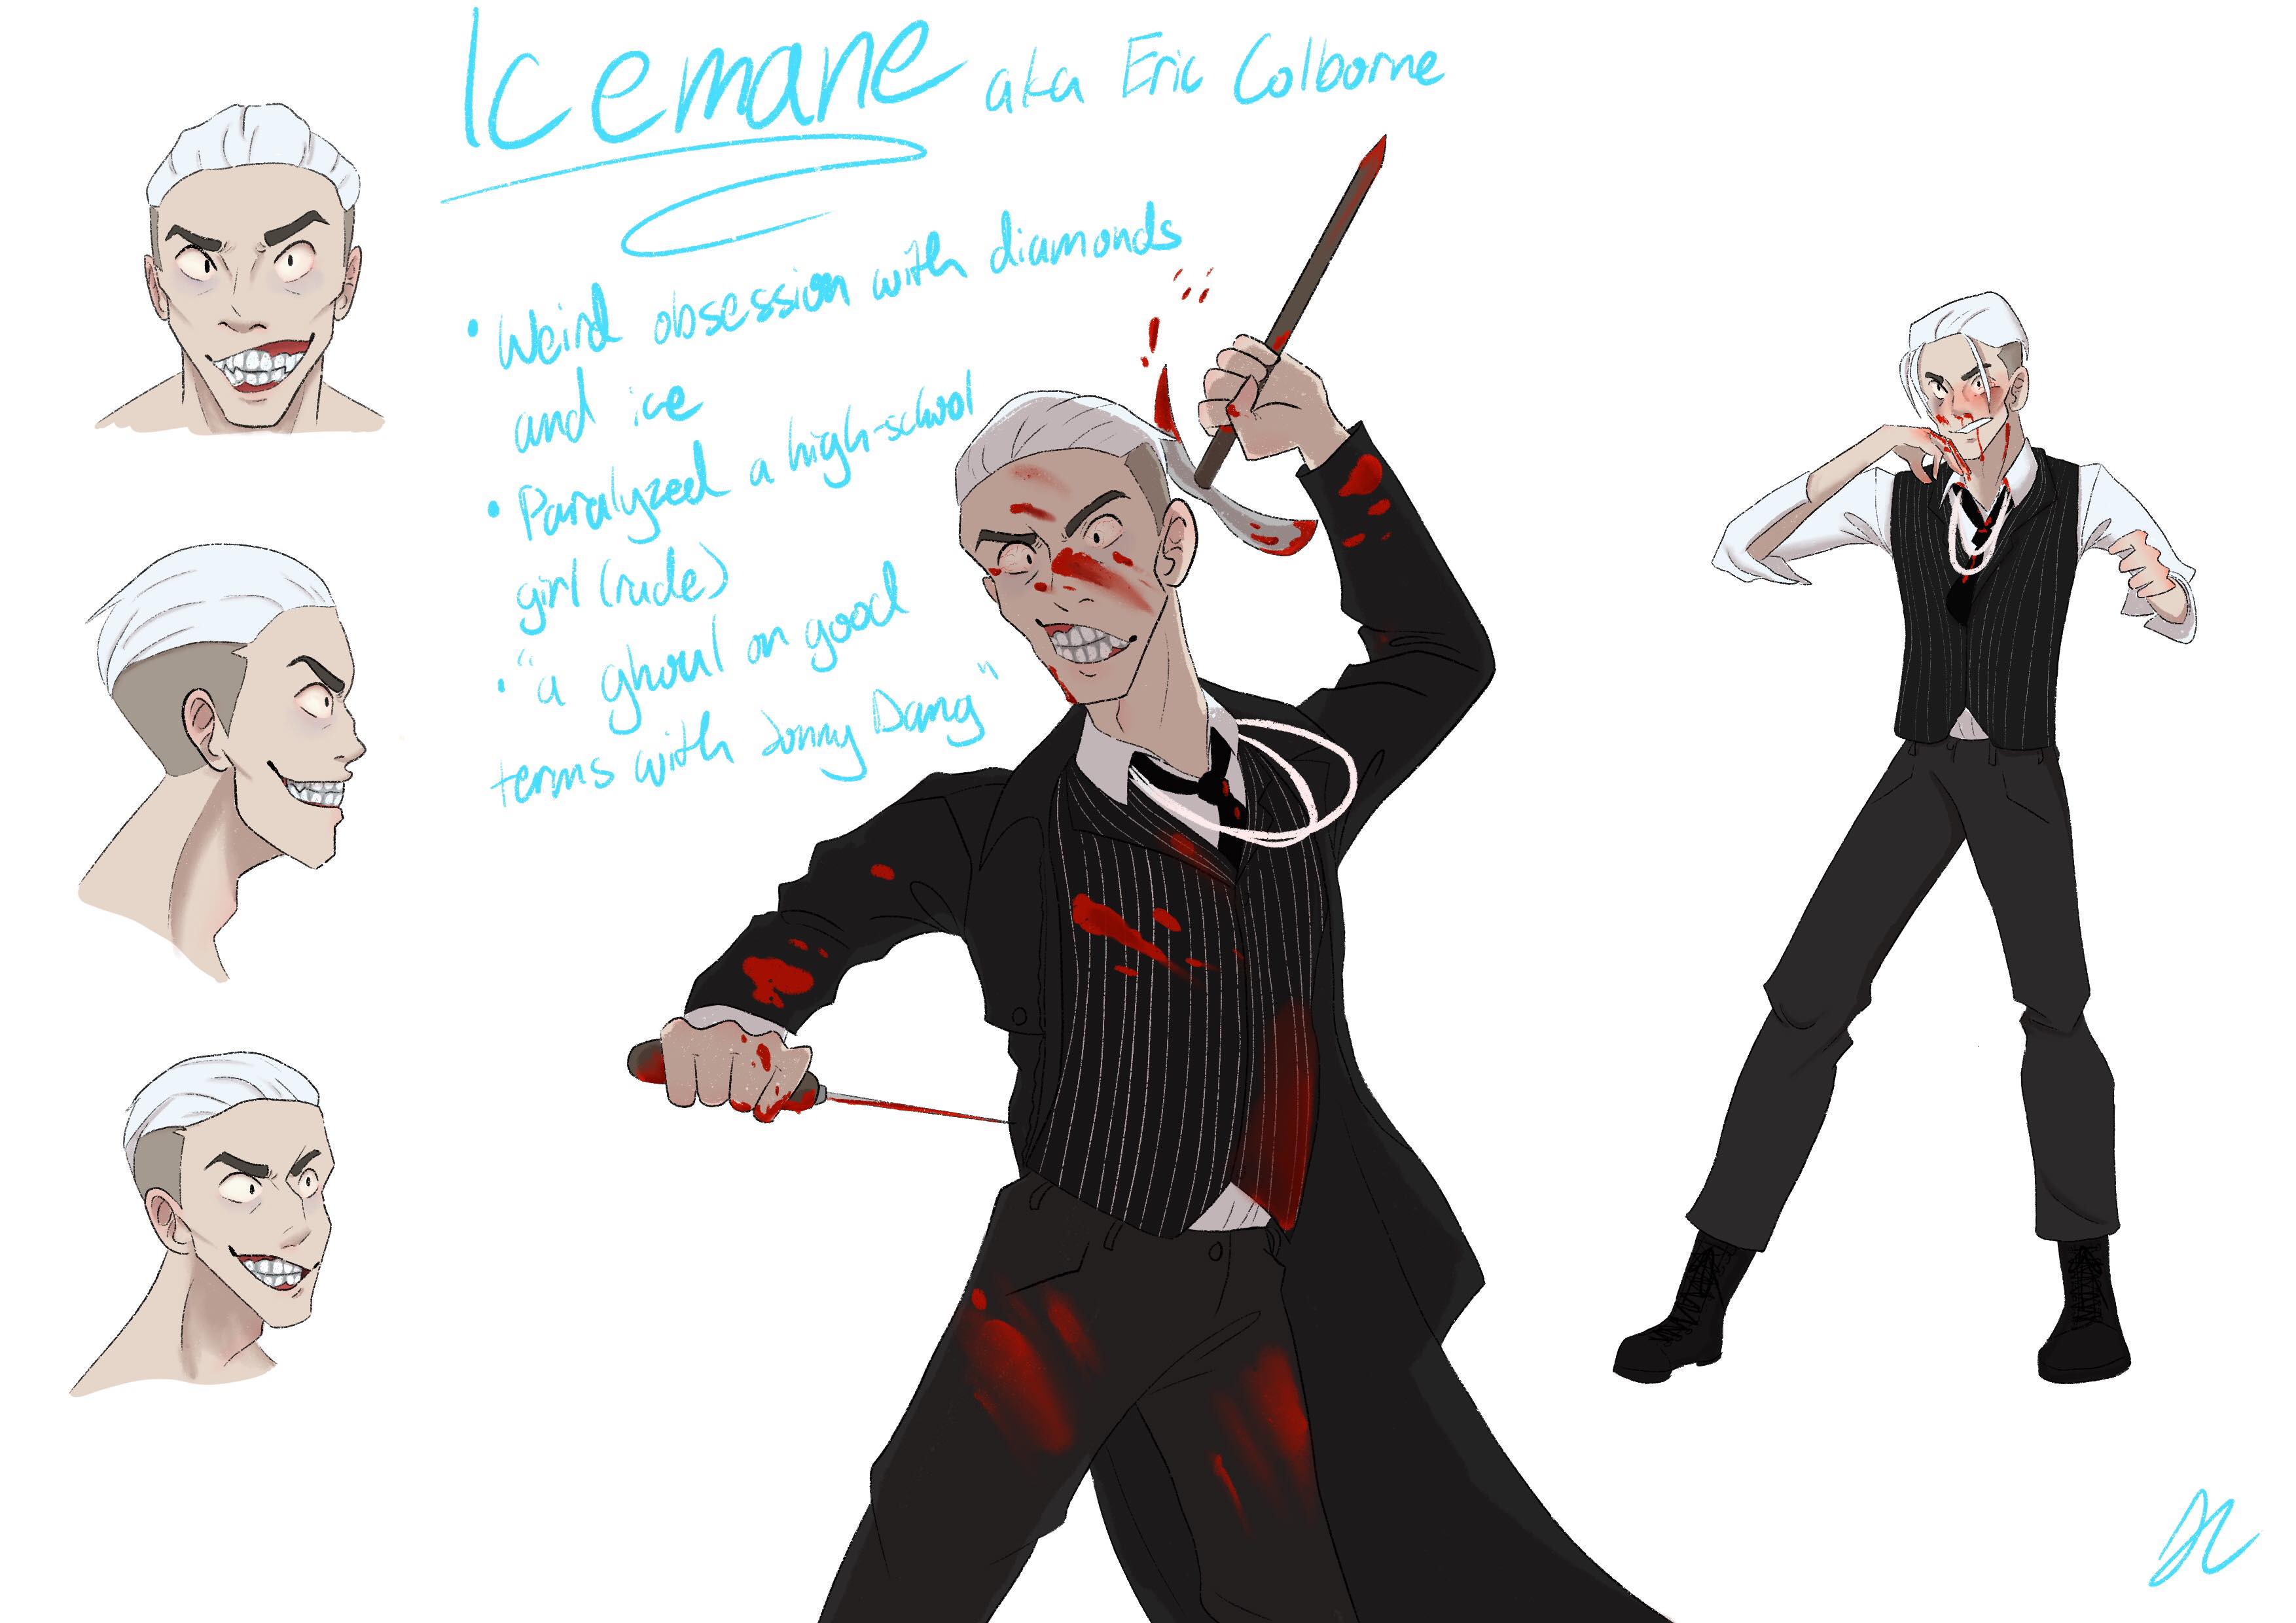 Icemane aka Eric Colborne
• Weird obsession with diamonds
and ice
• Paralyzed a high-school
girl (rude)
• "a ghoul on good
terms with Jonny Dang"